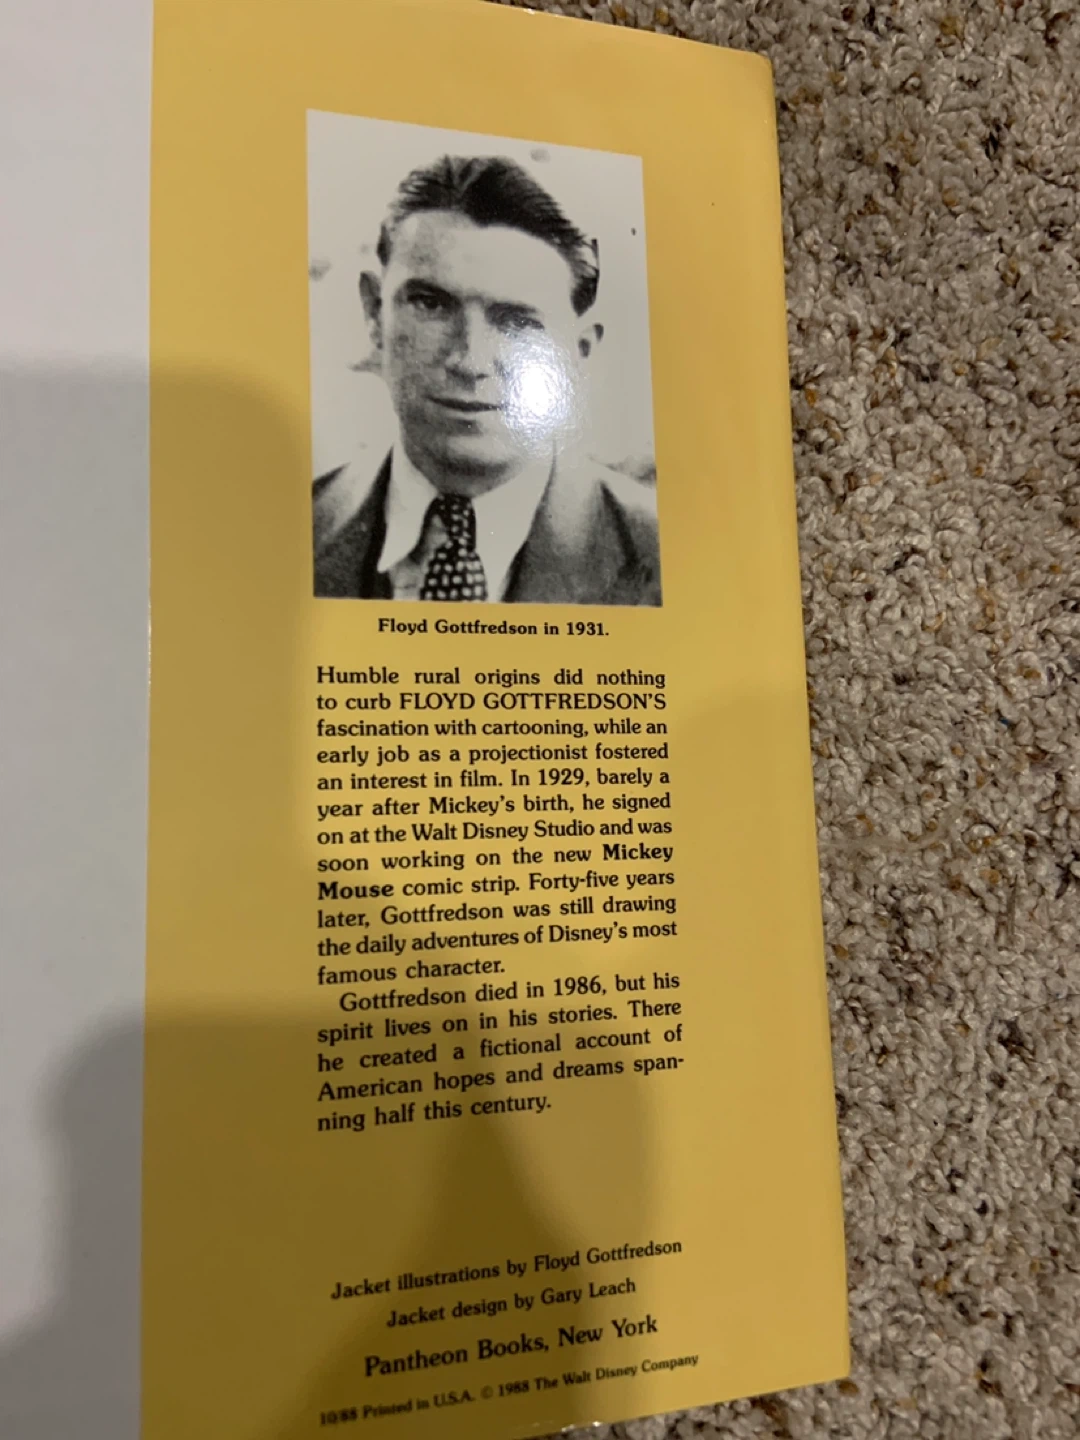 Floyd Gottfredson in 1931.
Humble rural origins did nothing
to curb FLOYD GOTTFREDSON'S
fascination with cartooning, while an
early job as a projectionist fostered
an interest in film. In 1929, barely a
year after Mickey's birth, he signed
on at the Walt Disney Studio and was
soon working on the new Mickey
Mouse comic strip. Forty-five years
later, Gottfredson was still drawing
the daily adventures of Disney's most
famous character.
Gottfredson died in 1986, but his
spirit lives on in his stories. There
he created a fictional account of
American hopes and dreams span-
ning half this century.
Jacket illustrations by Floyd Gottfredson
Jacket design by Gary Leach
Pantheon Books, New York
10/88 Printed in U.S.A. © 1988 The Walt Disney Company